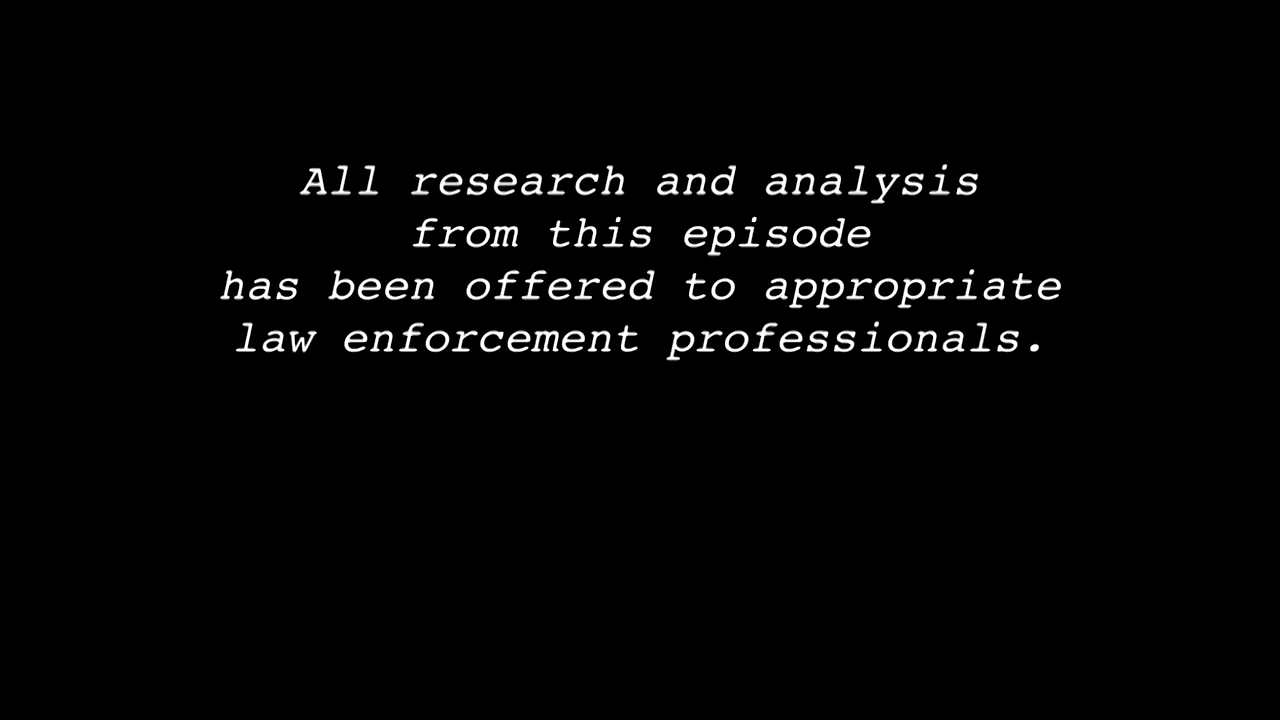 All research and analysis
from this episode
has been offered to appropriate
law enforcement professionals.